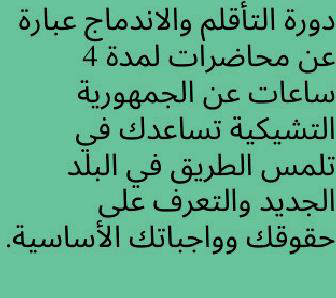 دورة التأقلم والاندماج عبارة
عن محاضرات لمدة 4
ساعات عن الجمهورية
التشيكية تساعدك في
تلمس الطريق في البلد
الجديد والتعرف على
حقوقك وواجباتك الأساسية.